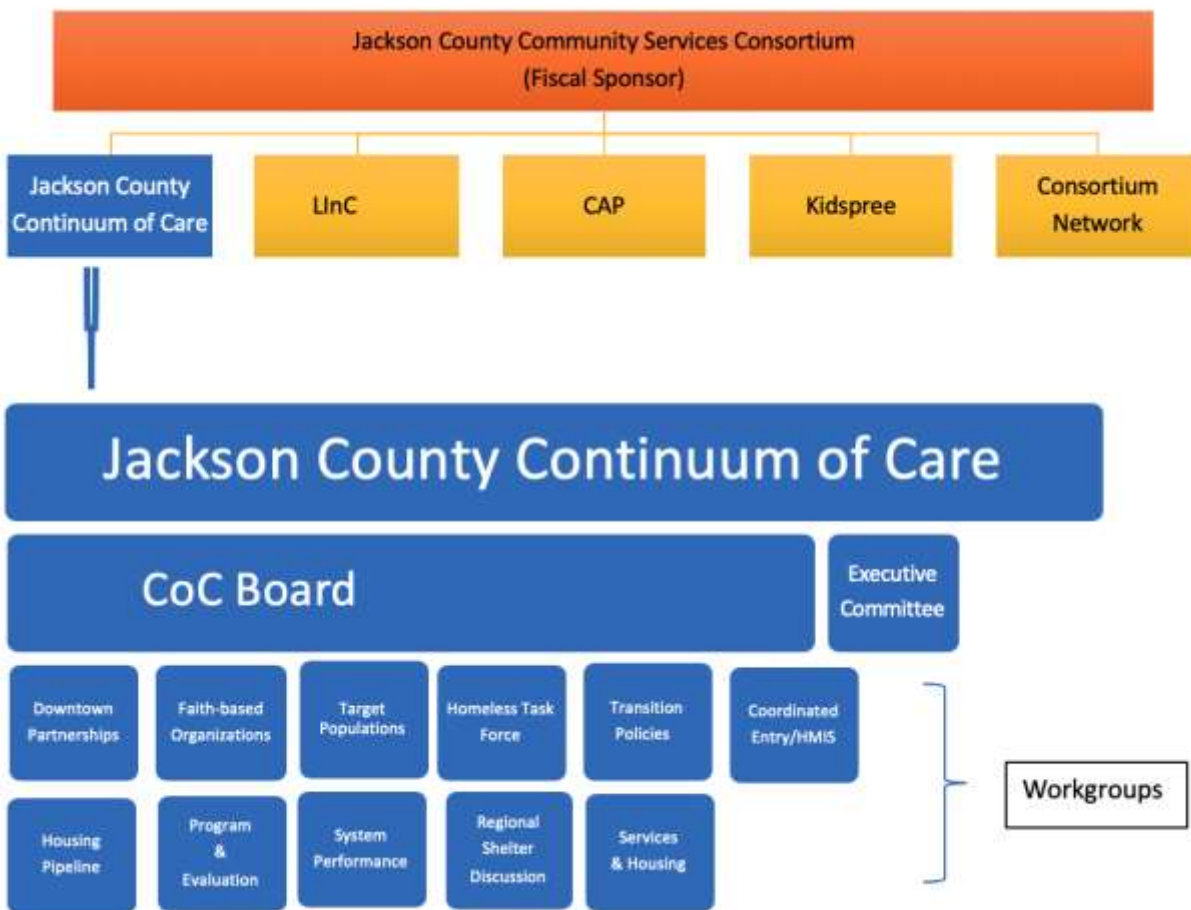 Jackson County Community Services Consortium
(Fiscal Sponsor)
Jackson County
Continuum of Care
LInC
CAP
Kidspree
Consortium
Network
Jackson County Continuum of Care
CoC Board
Executive
Committee
Downtown
Partnerships
Faith-based
Organizations
Target
Populations
Homeless Task
Force
Transition
Policies
Coordinated
Entry/HMIS
Housing
Pipeline
Program
&
Evaluation
System
Performance
Regional
Shelter
Discussion
Services
& Housing
Workgroups